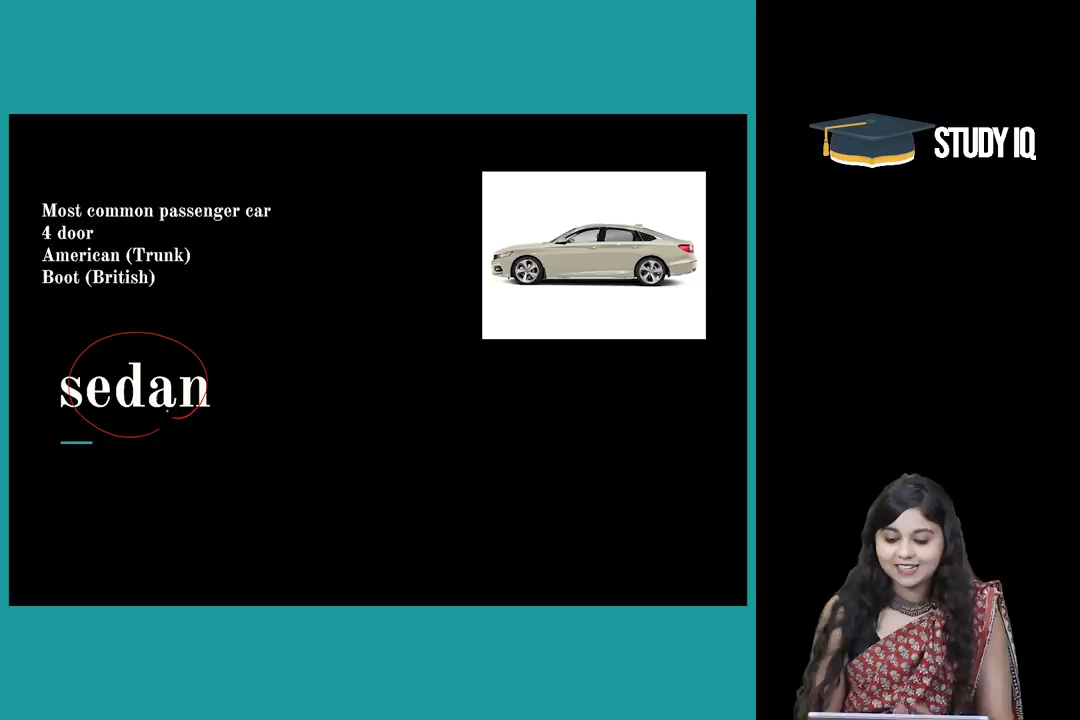 Most common passenger car
4 door
American (Trunk)
Boot (British)
sedan
STUDY IQ